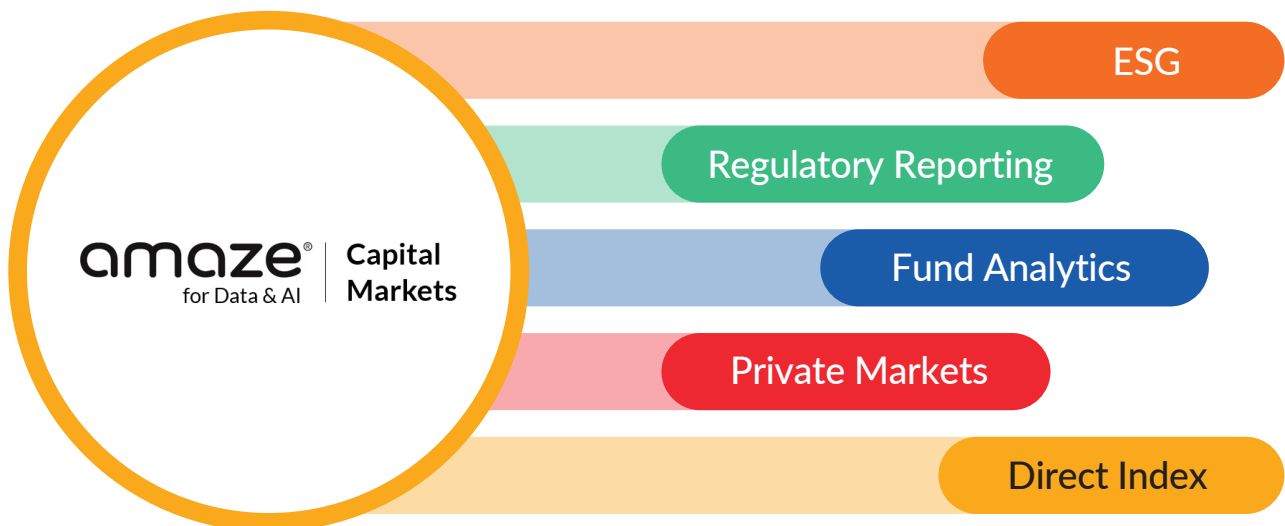 amaze®
for Data & AI
Capital
Markets
ESG
Regulatory Reporting
Fund Analytics
Private Markets
Direct Index